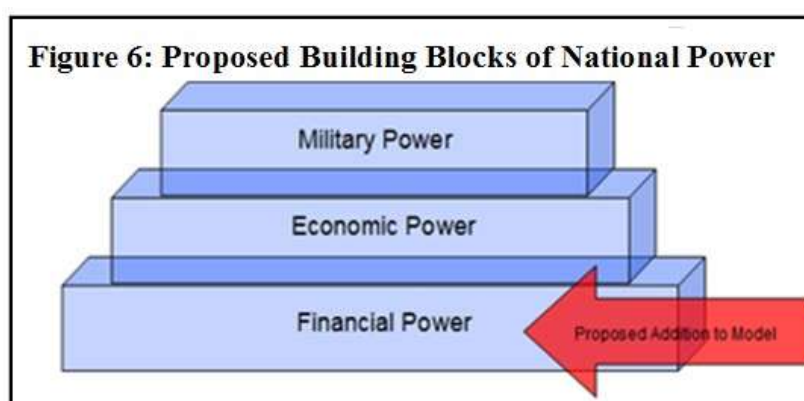 Figure 6: Proposed Building Blocks of National Power
Military Power
Economic Power
Financial Power
Proposed Addition to Model